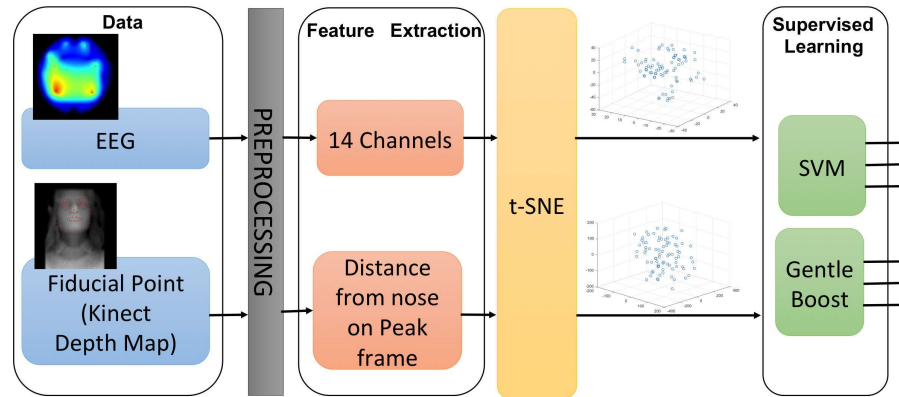 Data
EEG
Fiducial Point
(Kinect
Depth Map)
PREPROCESSING
Feature Extraction
14 Channels
Distance
from nose
on Peak
frame
t-SNE
Supervised
Learning
SVM
Gentle
Boost